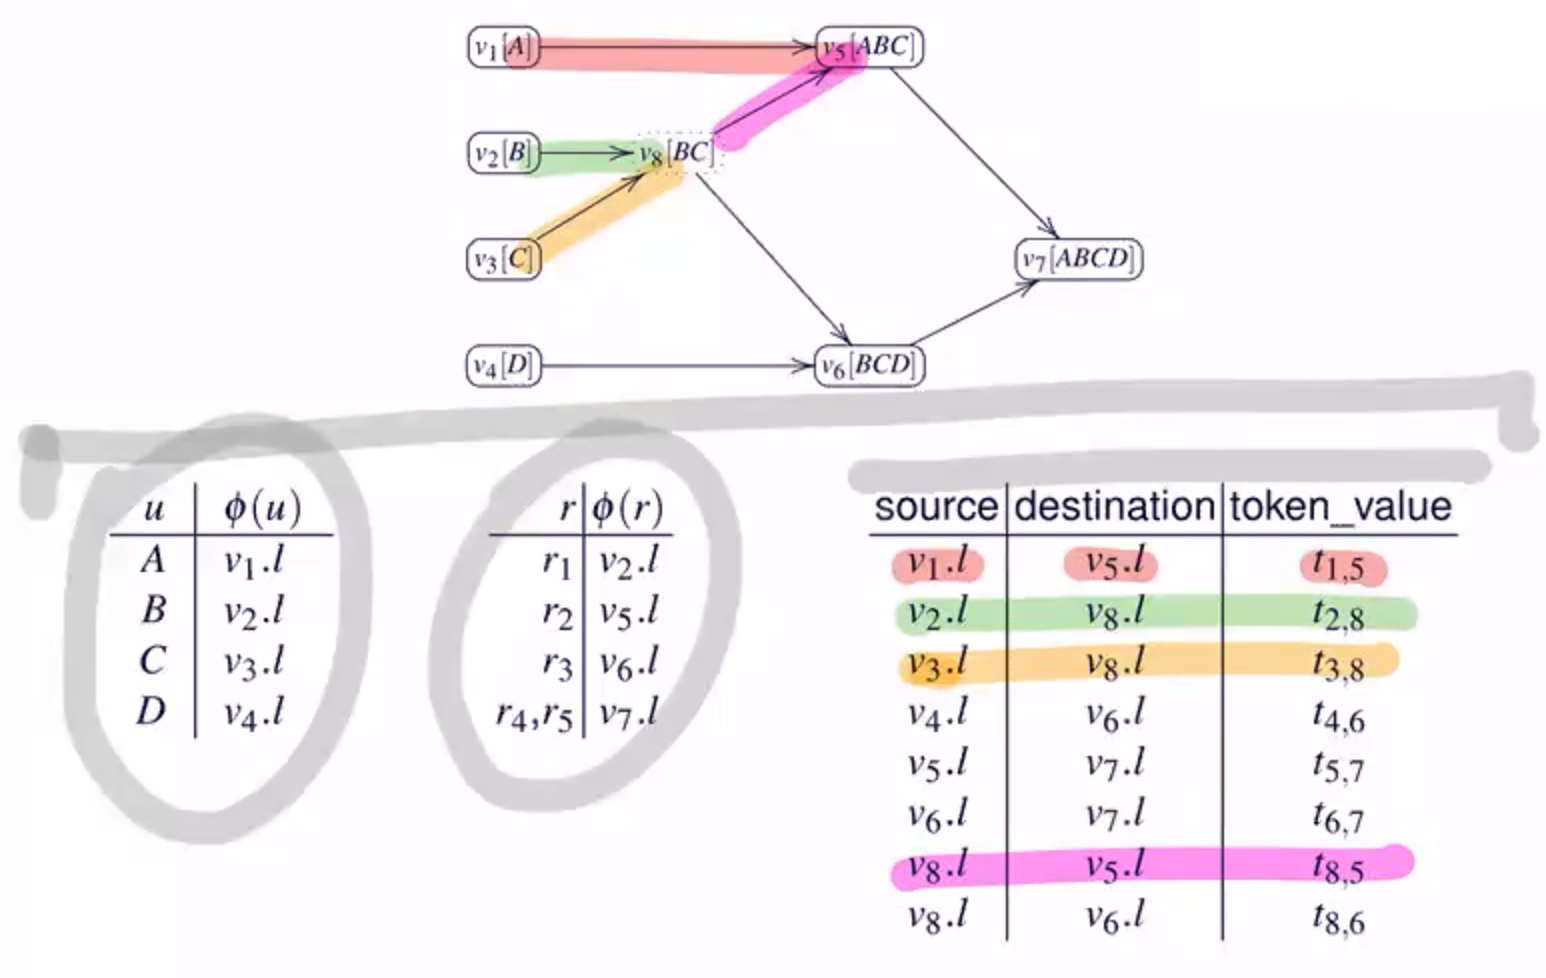 v₁[A]
v₅[ABC]
v₂[B]
v₈[BC]
v₃[C]
v₇[ABCD]
v₄[D]
v₆[BCD]
u ϕ(u)
A v₁.l
B v₂.l
C v₃.l
D v₄.l
r ϕ(r)
r₁ v₂.l
r₂ v₅.l
r₃ v₆.l
r₄,r₅ v₇.l
source destination token_value
v₁.l v₅.l t₁,₅
v₂.l v₈.l t₂,₈
v₃.l v₈.l t₃,₈
v₄.l v₆.l t₄,₆
v₅.l v₇.l t₅,₇
v₆.l v₇.l t₆,₇
v₈.l v₅.l t₈,₅
v₈.l v₆.l t₈,₆